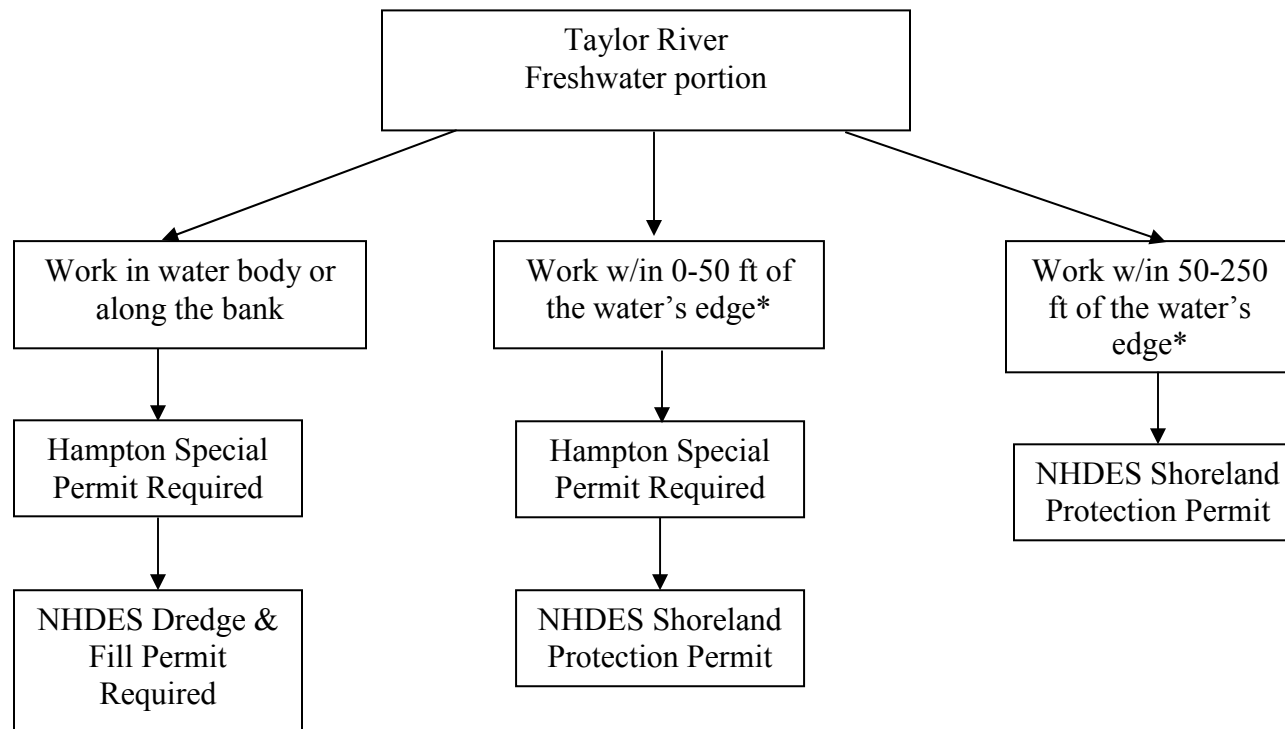 Taylor River
Freshwater portion
Work in water body or
along the bank
Work w/in 0-50 ft of
the water’s edge*
Work w/in 50-250
ft of the water’s
edge*
Hampton Special
Permit Required
Hampton Special
Permit Required
NHDES Shoreland
Protection Permit
NHDES Dredge &
Fill Permit
Required
NHDES Shoreland
Protection Permit